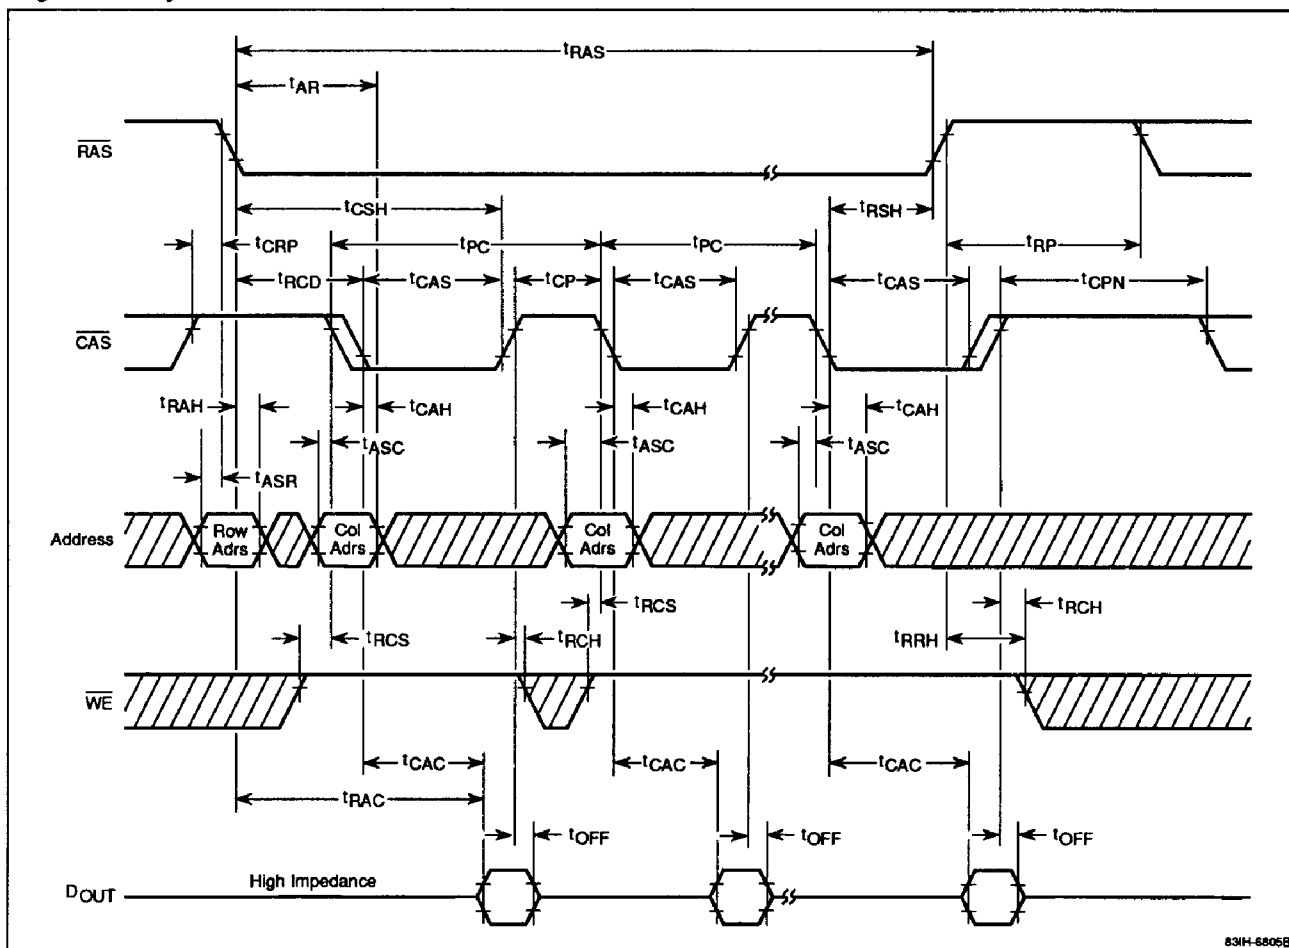 tRAS
tAR
RAS
tCSH
tRSH
tCRP
tPC
tPC
tRP
tRCD
tCAS
tCP
tCAS
tCAS
tCPN
CAS
tRAH
tCAH
tCAH
tCAH
tASC
tASC
tASC
tASR
Address
Row Adrs
Col Adrs
Col Adrs
Col Adrs
tRCS
tRCH
tRCS
tRCH
tRRH
WE
tCAC
tCAC
tCAC
tRAC
tOFF
tOFF
tOFF
High Impedance
DOUT
83IH-6805B